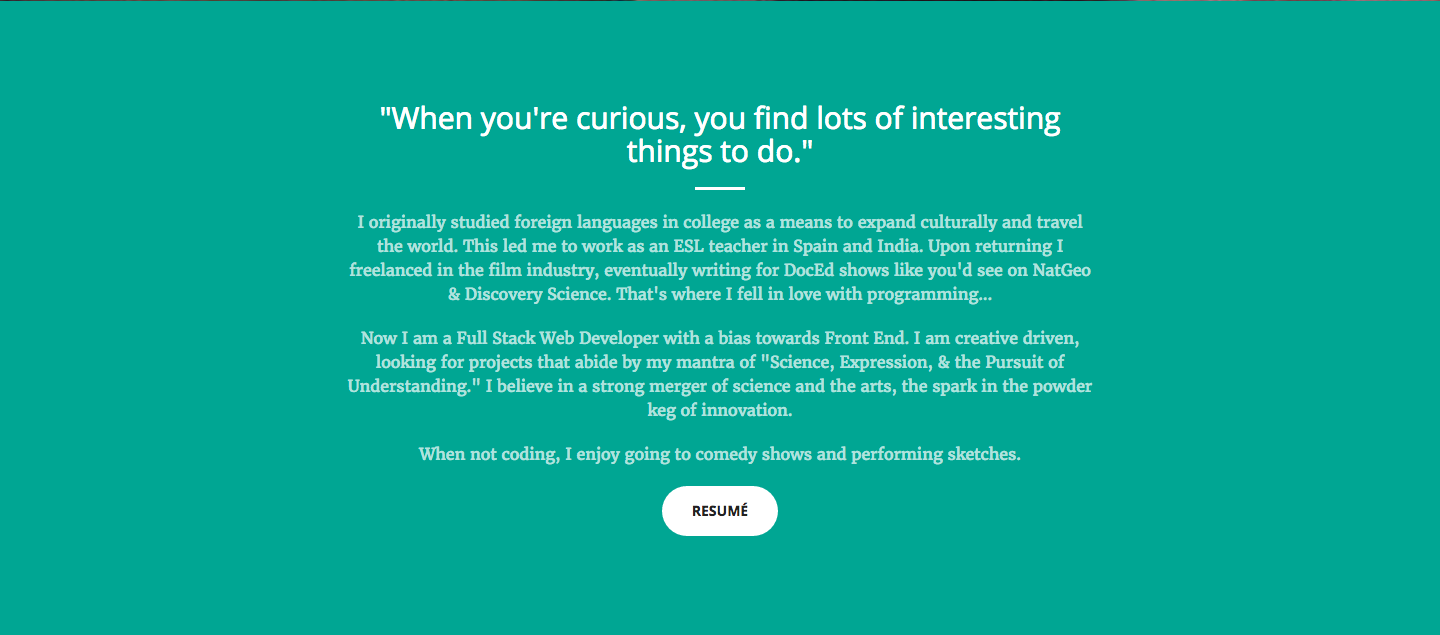 "When you're curious, you find lots of interesting
things to do."
I originally studied foreign languages in college as a means to expand culturally and travel
the world. This led me to work as an ESL teacher in Spain and India. Upon returning I
freelanced in the film industry, eventually writing for DocEd shows like you'd see on NatGeo
& Discovery Science. That's where I fell in love with programming...
Now I am a Full Stack Web Developer with a bias towards Front End. I am creative driven,
looking for projects that abide by my mantra of "Science, Expression, & the Pursuit of
Understanding." I believe in a strong merger of science and the arts, the spark in the powder
keg of innovation.
When not coding, I enjoy going to comedy shows and performing sketches.
RESUMÉ